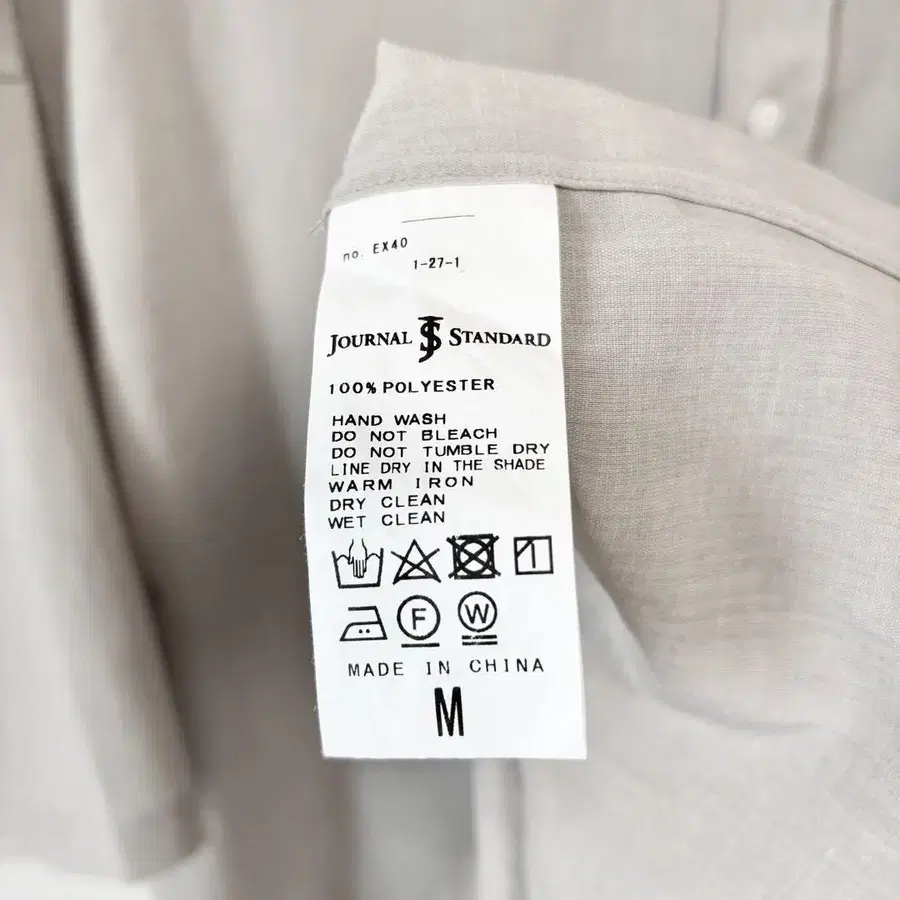 no. EX40
1-27-1
JOURNAL JS STANDARD
100% POLYESTER
HAND WASH
DO NOT BLEACH
DO NOT TUMBLE DRY
LINE DRY IN THE SHADE
WARM IRON
DRY CLEAN
WET CLEAN
F W
MADE IN CHINA
M